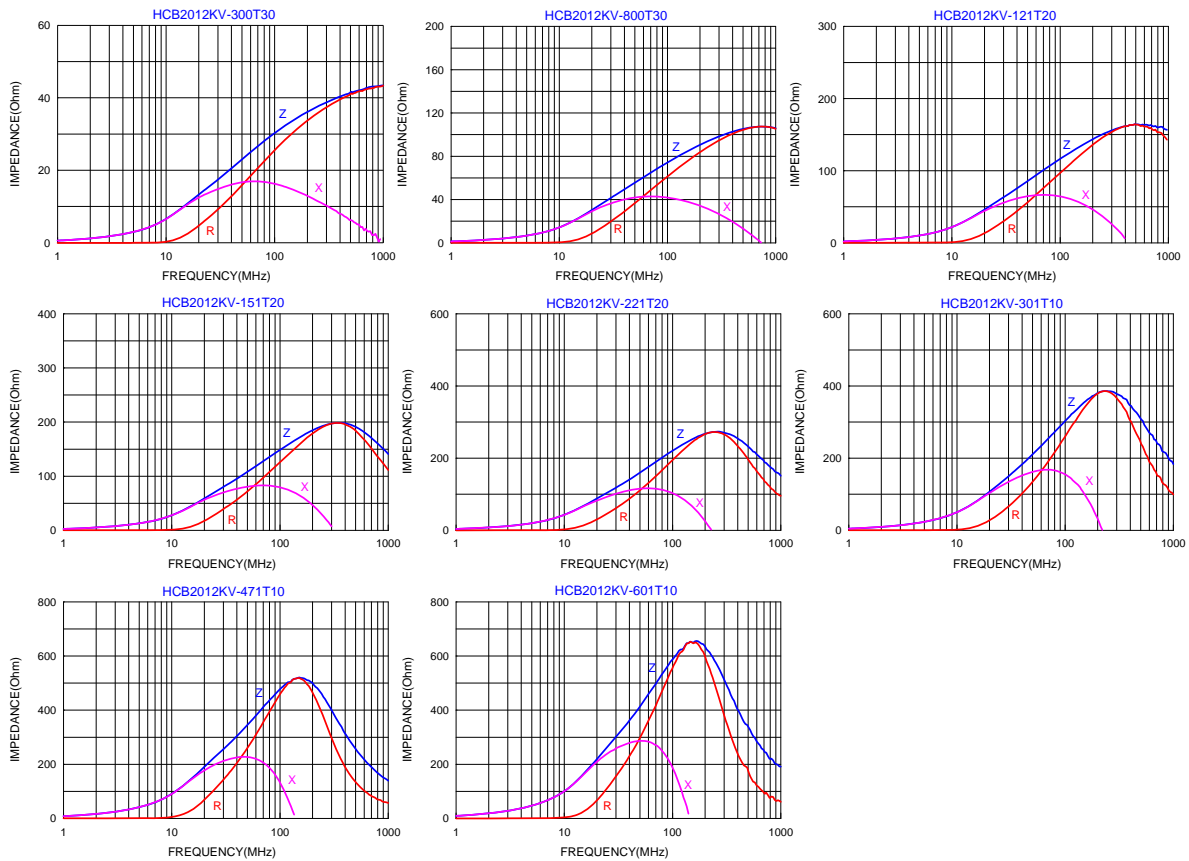 HCB2012KV-300T30
IMPEDANCE(Ohm)
60
40
20
0
Z
X
R
1
10
100
1000
FREQUENCY(MHz)
HCB2012KV-800T30
IMPEDANCE(Ohm)
200
160
120
80
40
0
Z
X
R
1
10
100
1000
FREQUENCY(MHz)
HCB2012KV-121T20
IMPEDANCE(Ohm)
300
200
100
0
Z
X
R
1
10
100
1000
FREQUENCY(MHz)
HCB2012KV-151T20
IMPEDANCE(Ohm)
400
300
200
100
0
Z
X
R
1
10
100
1000
FREQUENCY(MHz)
HCB2012KV-221T20
IMPEDANCE(Ohm)
600
400
200
0
Z
X
R
1
10
100
1000
FREQUENCY(MHz)
HCB2012KV-301T10
IMPEDANCE(Ohm)
600
400
200
0
Z
X
R
1
10
100
1000
FREQUENCY(MHz)
HCB2012KV-471T10
IMPEDANCE(Ohm)
800
600
400
200
0
Z
X
R
1
10
100
1000
FREQUENCY(MHz)
HCB2012KV-601T10
IMPEDANCE(Ohm)
800
600
400
200
0
Z
X
R
1
10
100
1000
FREQUENCY(MHz)